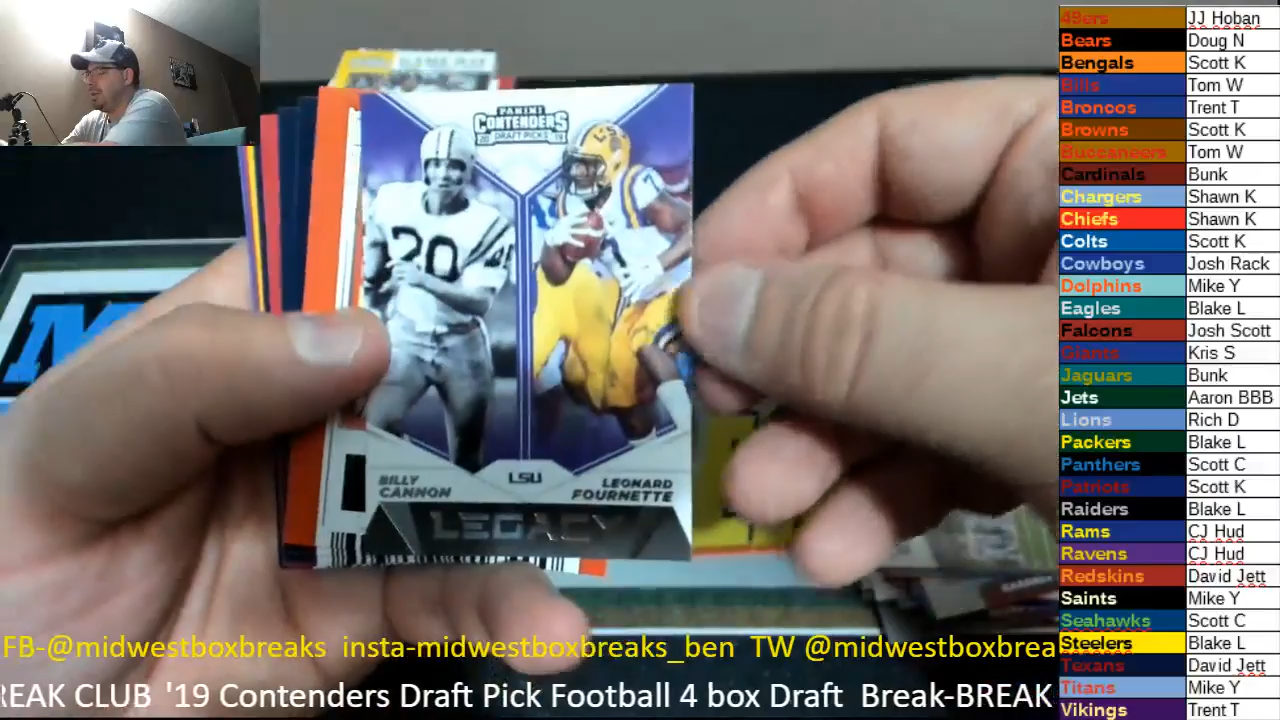 PANINI
CONTENDERS
20 DRAFT PICKS 19
20
7
BILLY
CANNON
LSU
LEONARD
FOURNETTE
LEGACY
49ers JJ Hoban
Bears Doug N
Bengals Scott K
Bills Tom W
Broncos Trent T
Browns Scott K
Buccaneers Tom W
Cardinals Bunk
Chargers Shawn K
Chiefs Shawn K
Colts Scott K
Cowboys Josh Rack
Dolphins Mike Y
Eagles Blake L
Falcons Josh Scott
Giants Kris S
Jaguars Bunk
Jets Aaron BBB
Lions Rich D
Packers Blake L
Panthers Scott C
Patriots Scott K
Raiders Blake L
Rams CJ Hud
Ravens CJ Hud
Redskins David Jett
Saints Mike Y
Seahawks Scott C
Steelers Blake L
Texans David Jett
Titans Mike Y
Vikings Trent T
FB-@midwestboxbreaks insta-midwestboxbreaks_ben TW @midwestboxbrea
REAK CLUB '19 Contenders Draft Pick Football 4 box Draft Break-BREAK